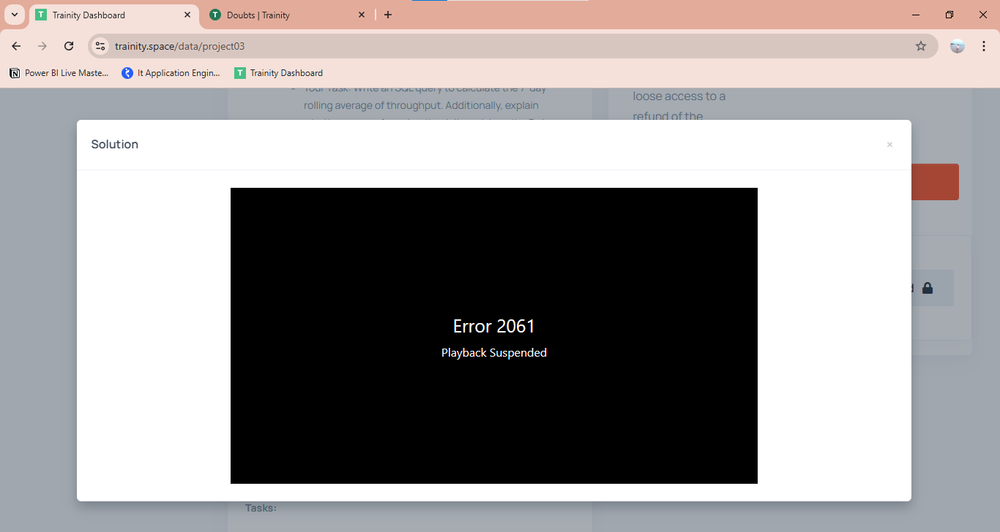 Trainity Dashboard
Doubts | Trainity
trainity.space/data/project03
Power BI Live Maste...
It Application Engin...
Trainity Dashboard
Your Task: Write an SQL query to calculate the 7-day
rolling average of throughput. Additionally, explain
loose access to a
refund of the
Solution
Error 2061
Playback Suspended
Tasks: